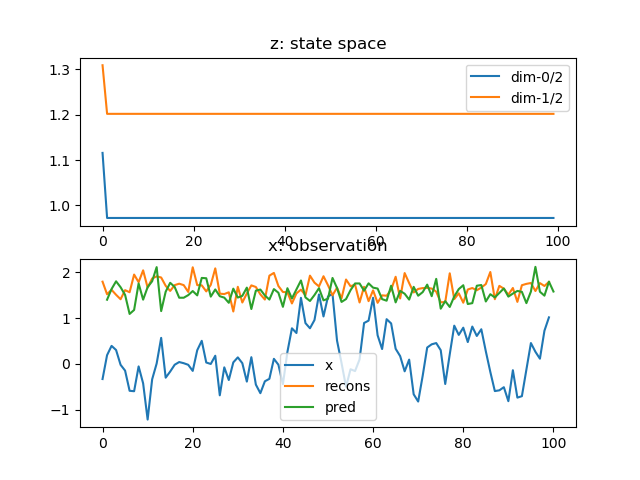 z: state space
1.3
1.2
1.1
1.0
dim-0/2
dim-1/2
0 20 40 60 80 100
x: observation
2
1
0
−1
x
recons
pred
0 20 40 60 80 100